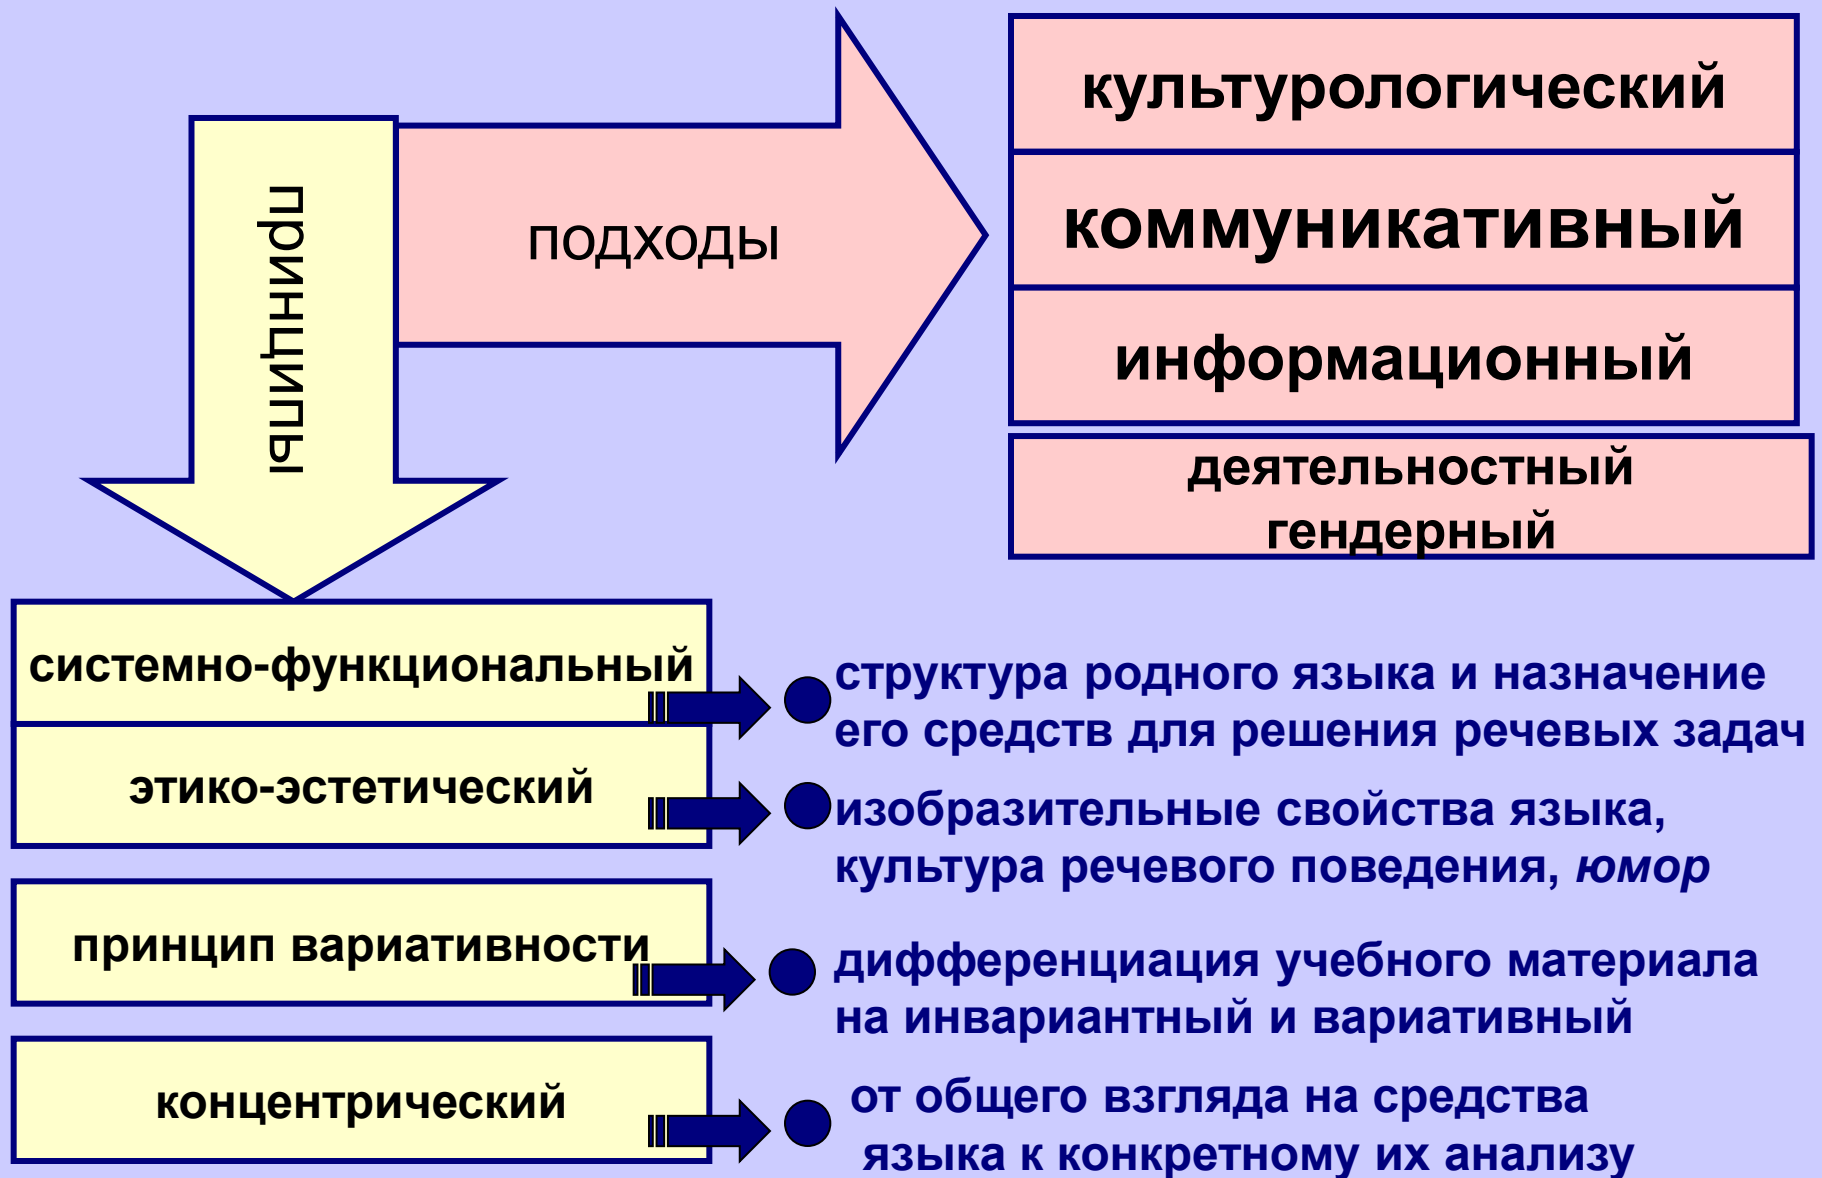 принципы
подходы
культурологический
коммуникативный
информационный
деятельностный
гендерный
системно-функциональный
структура родного языка и назначение
его средств для решения речевых задач
этико-эстетический
изобразительные свойства языка,
культура речевого поведения, юмор
принцип вариативности
дифференциация учебного материала
на инвариантный и вариативный
концентрический
от общего взгляда на средства
языка к конкретному их анализу